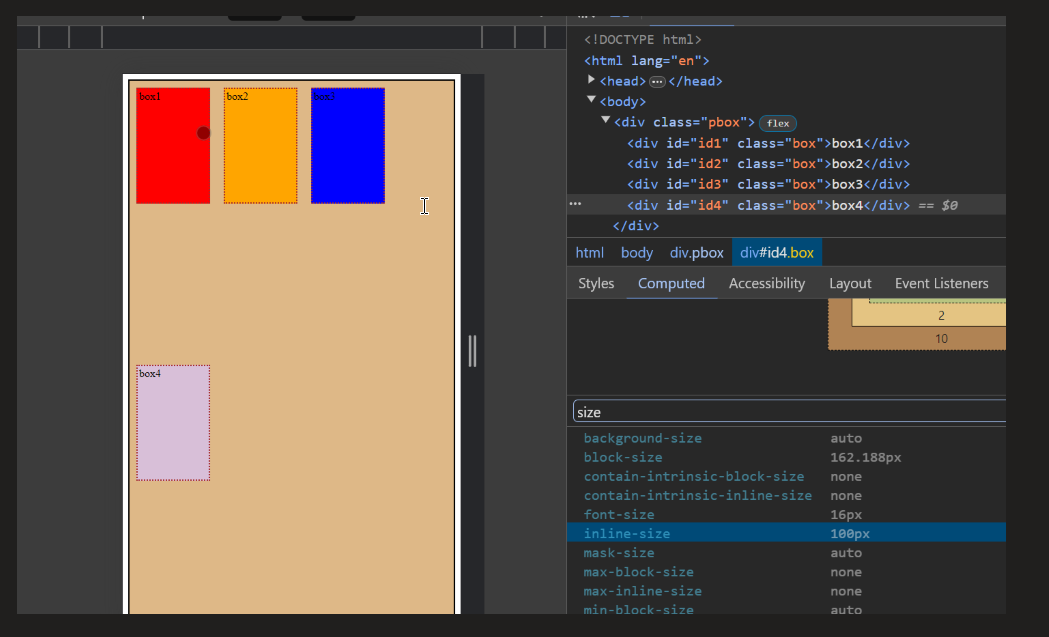 box1
box2
box3
box4
<!DOCTYPE html>
<html lang="en">
<head> ⋯ </head>
<body>
<div class="pbox"> flex
<div id="id1" class="box">box1</div>
<div id="id2" class="box">box2</div>
<div id="id3" class="box">box3</div>
<div id="id4" class="box">box4</div> == $0
</div>
html body div.pbox div#id4.box
Styles Computed Accessibility Layout Event Listeners
2
10
size
background-size auto
block-size 162.188px
contain-intrinsic-block-size none
contain-intrinsic-inline-size none
font-size 16px
inline-size 100px
mask-size auto
max-block-size none
max-inline-size none
min-block-size auto